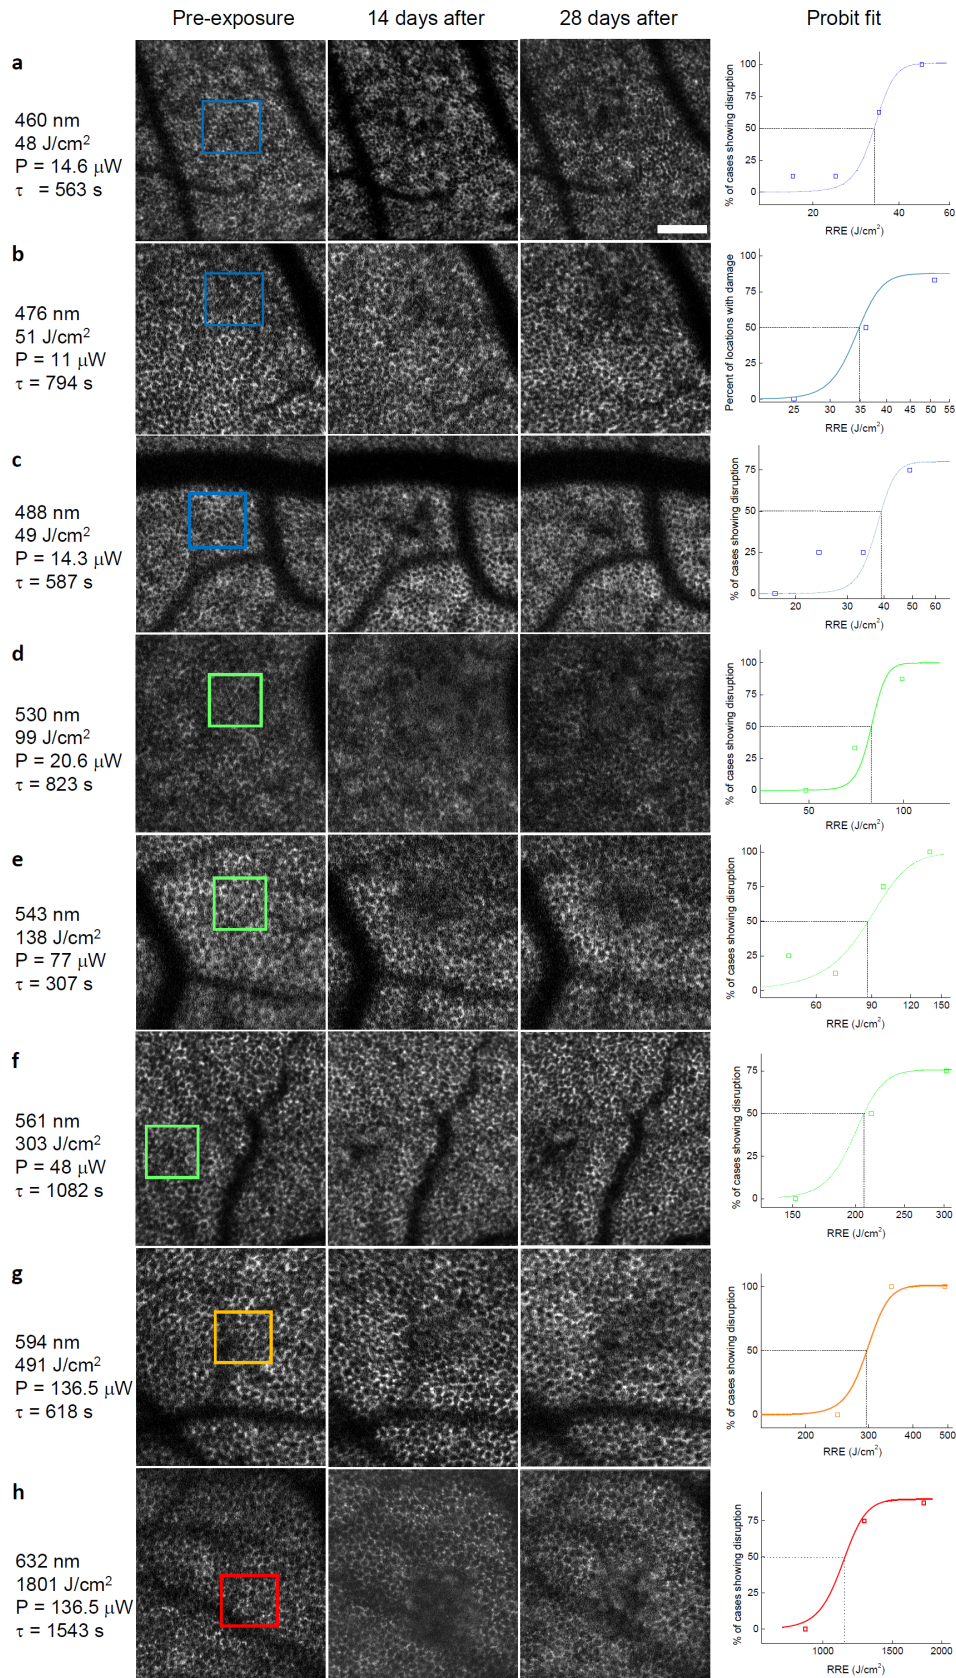 Pre-exposure 14 days after 28 days after Probit fit
a
460 nm
48 J/cm²
P = 14.6 μW
τ = 563 s
% of cases showing disruption
100
75
50
25
0
20 40 60
RRE (J/cm²)
b
476 nm
51 J/cm²
P = 11 μW
τ = 794 s
Percent of locations with damage
100
75
50
25
0
25 30 35 40 45 50 55
RRE (J/cm²)
c
488 nm
49 J/cm²
P = 14.3 μW
τ = 587 s
% of cases showing disruption
75
50
25
0
20 30 40 50 60
RRE (J/cm²)
d
530 nm
99 J/cm²
P = 20.6 μW
τ = 823 s
% of cases showing disruption
100
75
50
25
0
50 100
RRE (J/cm²)
e
543 nm
138 J/cm²
P = 77 μW
τ = 307 s
% of cases showing disruption
100
75
50
25
0
60 90 120 150
RRE (J/cm²)
f
561 nm
303 J/cm²
P = 48 μW
τ = 1082 s
% of cases showing disruption
75
50
25
0
150 200 250 300
RRE (J/cm²)
g
594 nm
491 J/cm²
P = 136.5 μW
τ = 618 s
% of cases showing disruption
100
50
0
200 300 400 500
RRE (J/cm²)
h
632 nm
1801 J/cm²
P = 136.5 μW
τ = 1543 s
% of cases showing disruption
100
75
50
25
0
1000 1500 2000
RRE (J/cm²)